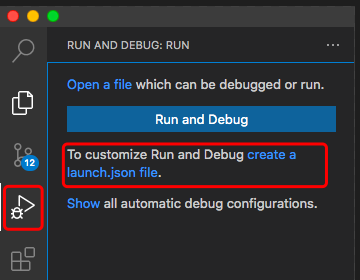 RUN AND DEBUG: RUN
Open a file which can be debugged or run.
Run and Debug
To customize Run and Debug create a
launch.json file.
12
Show all automatic debug configurations.